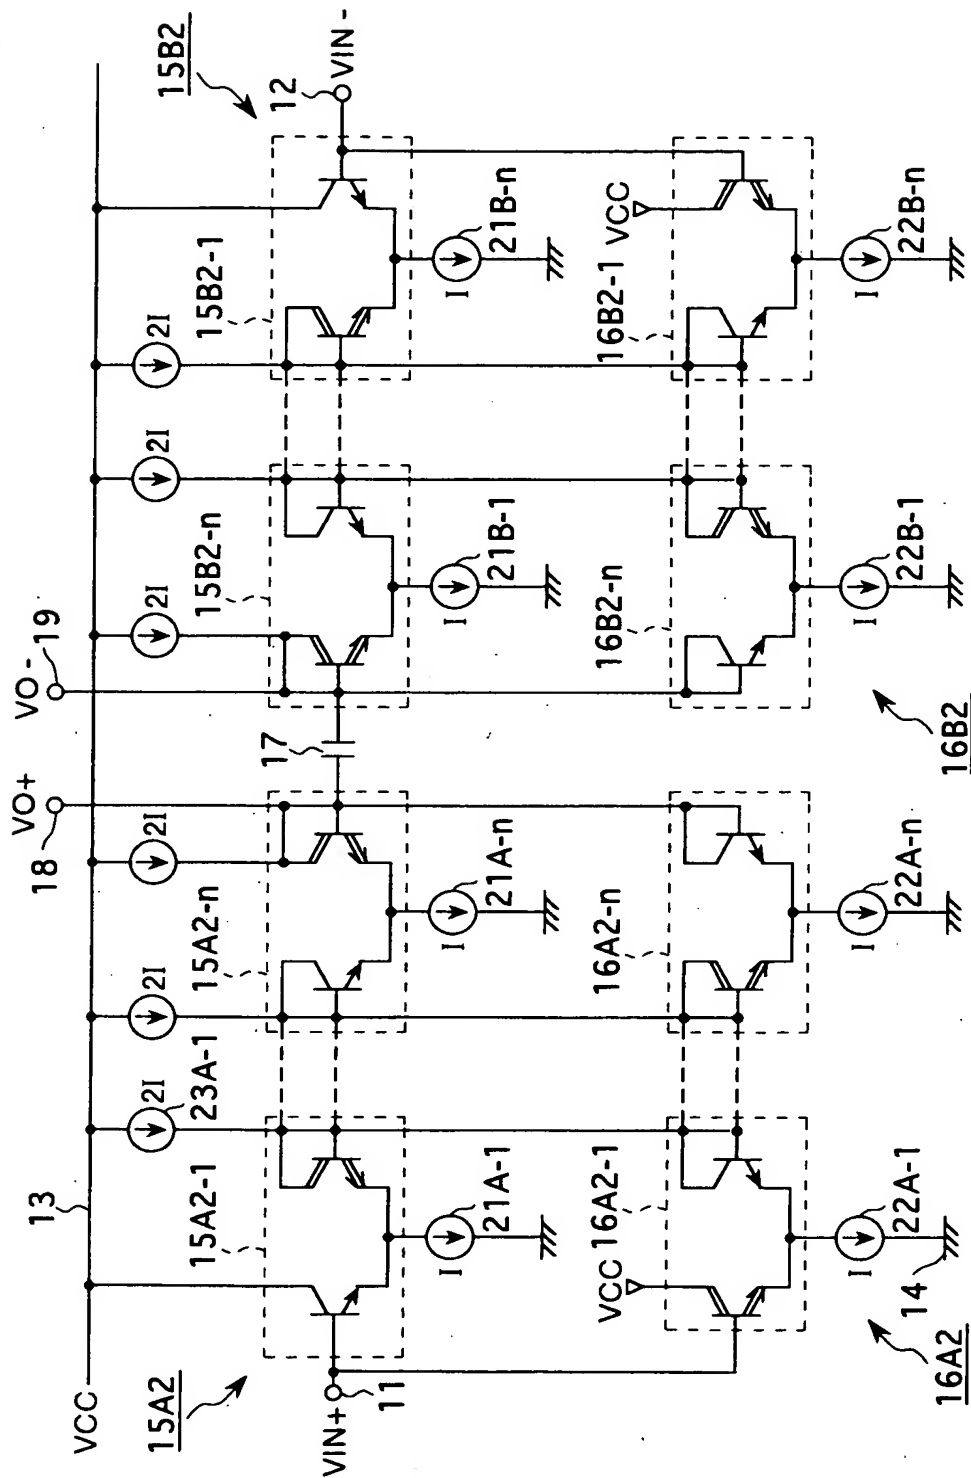 VO+
18
VO-
19
VCC
13
2I
23A-1
2I
2I
2I
2I
2I
15A2
15A2-1
15A2-n
17
15B2-n
15B2-1
15B2
VIN+
11
12
VIN-
I
21A-1
I
21A-n
I
21B-1
I
21B-n
VCC
16A2-1
16A2-n
16B2-n
16B2-1
VCC
I
22A-1
I
22A-n
I
22B-1
I
22B-n
14
16A2
16B2